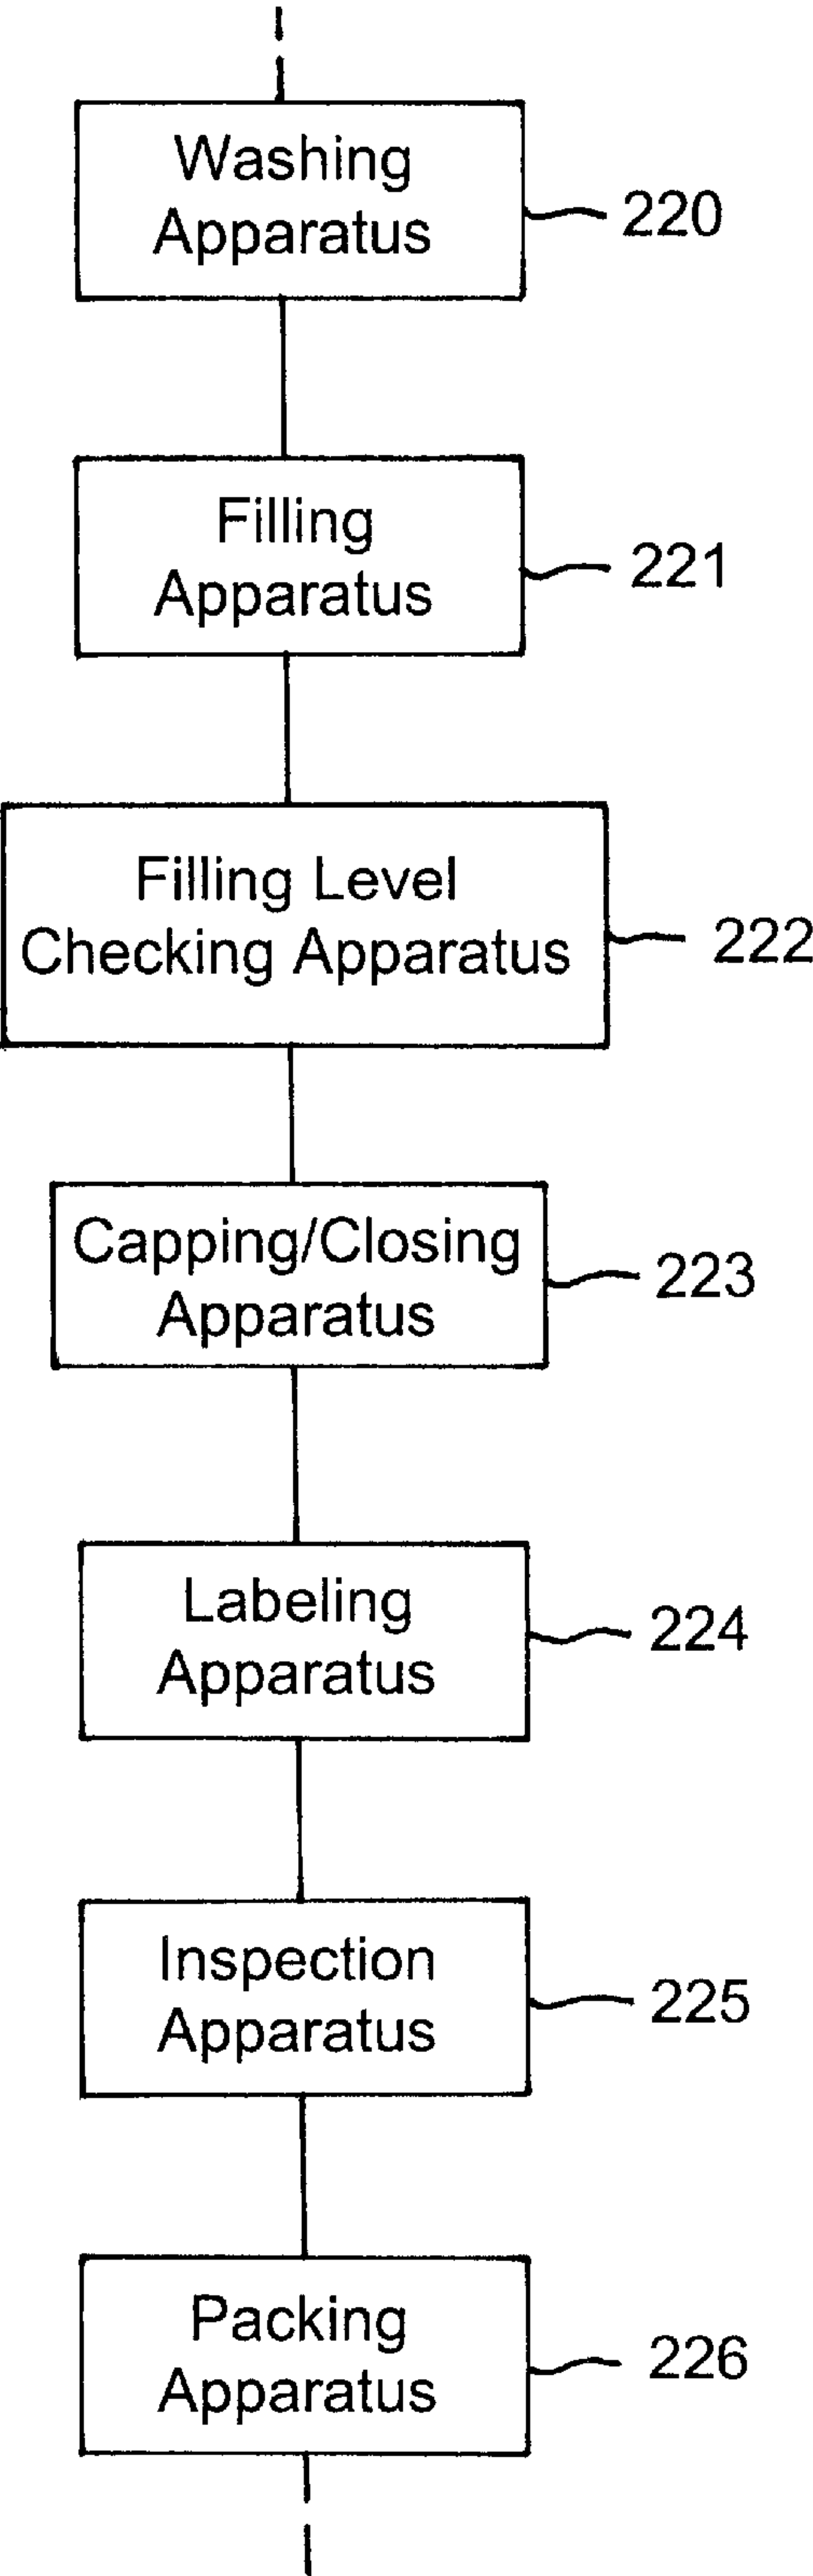 Washing
Apparatus
220
Filling
Apparatus
221
Filling Level
Checking Apparatus
222
Capping/Closing
Apparatus
223
Labeling
Apparatus
224
Inspection
Apparatus
225
Packing
Apparatus
226